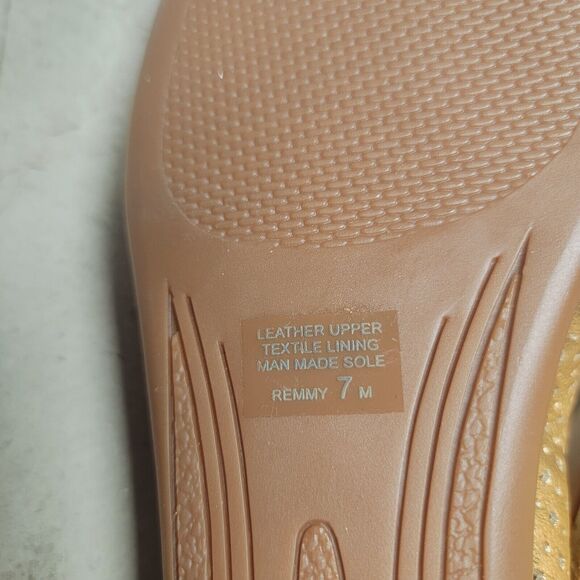 LEATHER UPPER
TEXTILE LINING
MAN MADE SOLE
REMMY 7 M